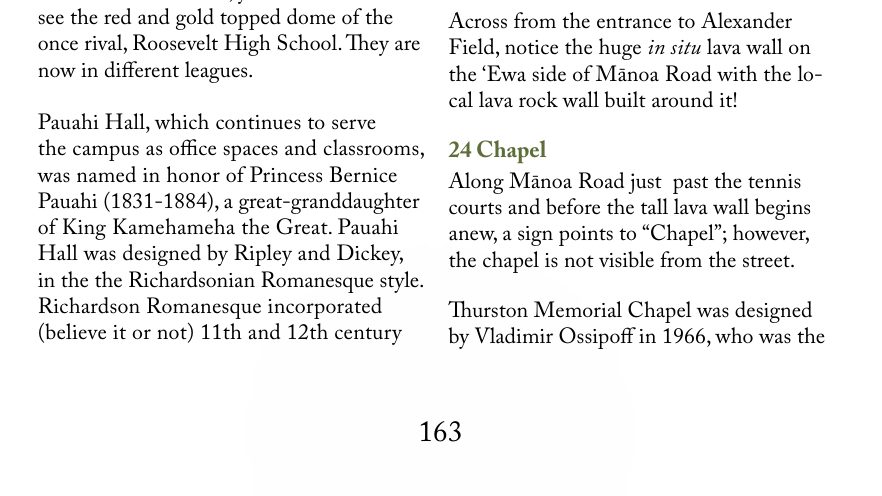 see the red and gold topped dome of the
once rival, Roosevelt High School. They are
now in different leagues.
Pauahi Hall, which continues to serve
the campus as office spaces and classrooms,
was named in honor of Princess Bernice
Pauahi (1831-1884), a great-granddaughter
of King Kamehameha the Great. Pauahi
Hall was designed by Ripley and Dickey,
in the the Richardsonian Romanesque style.
Richardson Romanesque incorporated
(believe it or not) 11th and 12th century
Across from the entrance to Alexander
Field, notice the huge in situ lava wall on
the ‘Ewa side of Mānoa Road with the lo-
cal lava rock wall built around it!
24 Chapel
Along Mānoa Road just  past the tennis
courts and before the tall lava wall begins
anew, a sign points to “Chapel”; however,
the chapel is not visible from the street.
Thurston Memorial Chapel was designed
by Vladimir Ossipoff in 1966, who was the
163